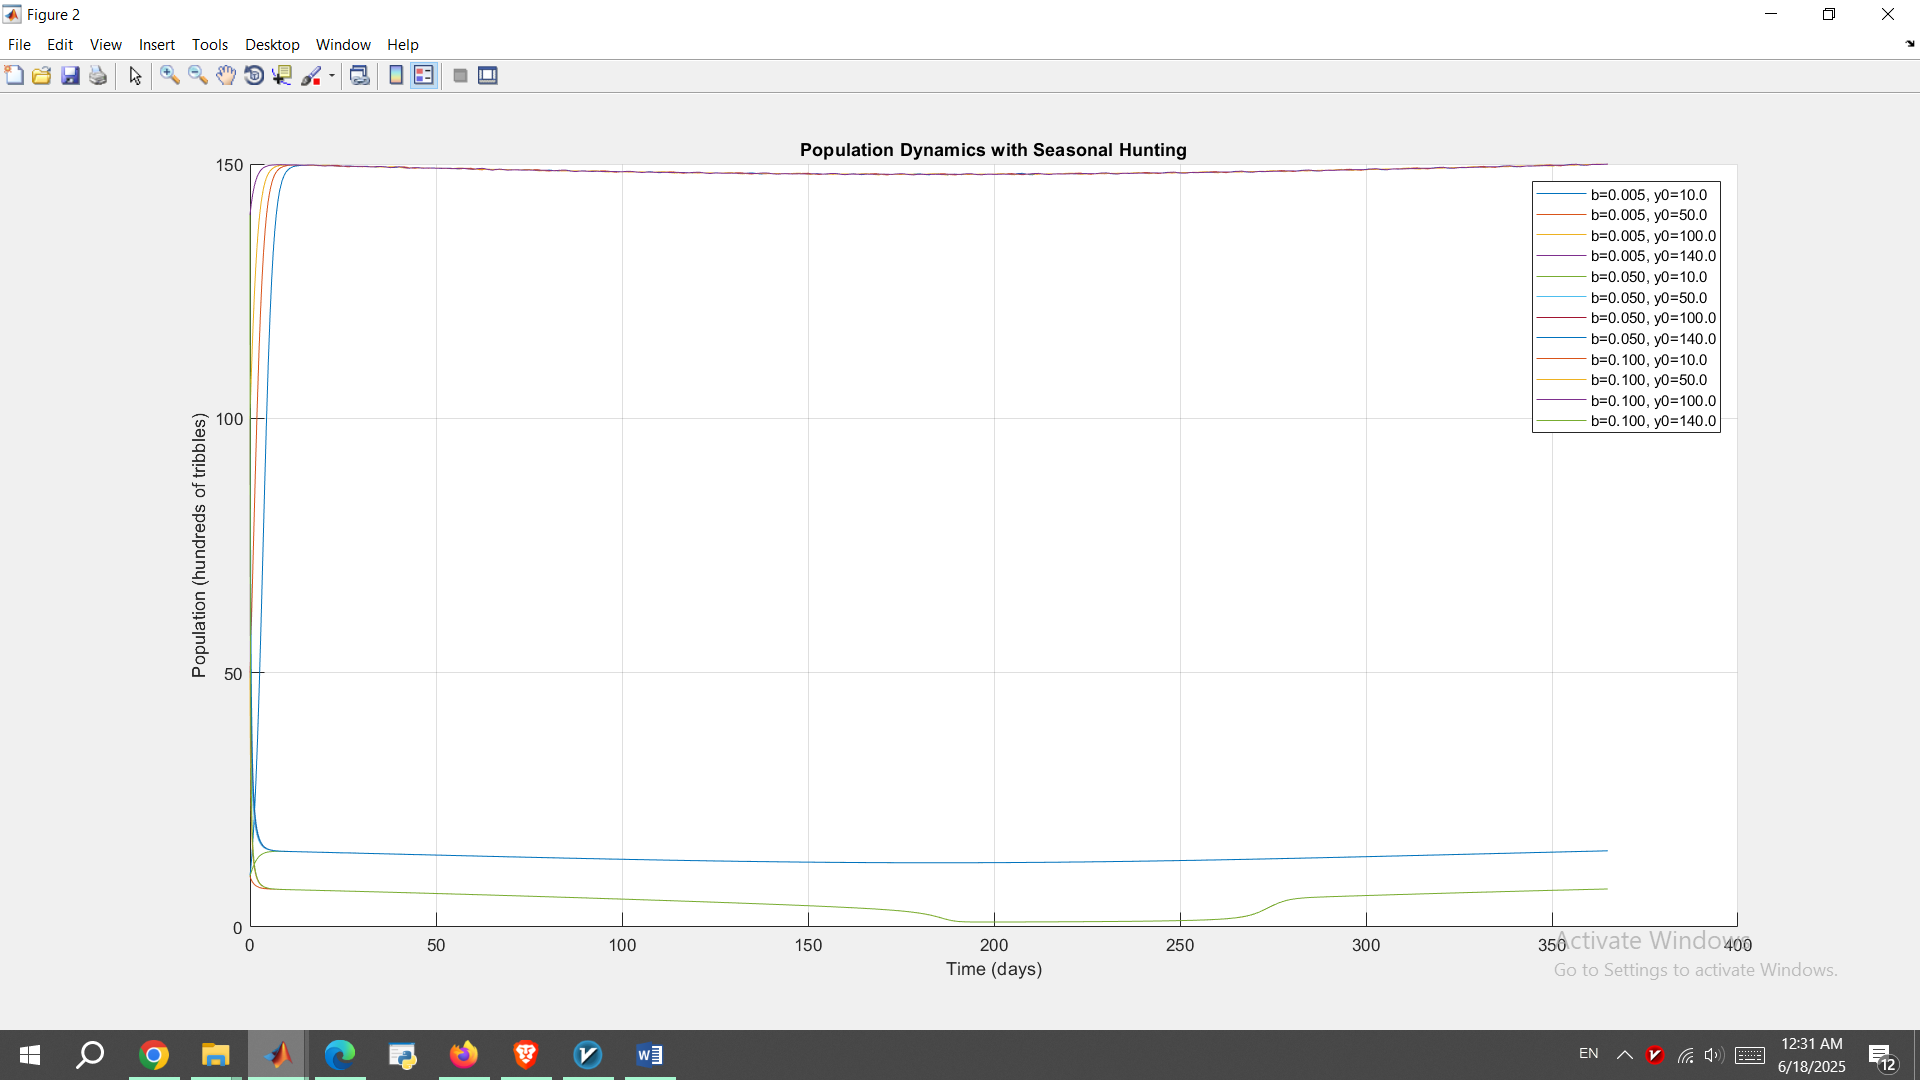 Figure 2
File Edit View Insert Tools Desktop Window Help
Population Dynamics with Seasonal Hunting
150
100
50
0
Population (hundreds of tribbles)
b=0.005, y0=10.0
b=0.005, y0=50.0
b=0.005, y0=100.0
b=0.005, y0=140.0
b=0.050, y0=10.0
b=0.050, y0=50.0
b=0.050, y0=100.0
b=0.050, y0=140.0
b=0.100, y0=10.0
b=0.100, y0=50.0
b=0.100, y0=100.0
b=0.100, y0=140.0
0 50 100 150 200 250 300 350 400
Time (days)
Activate Windows
Go to Settings to activate Windows.
EN
12:31 AM
6/18/2025
12